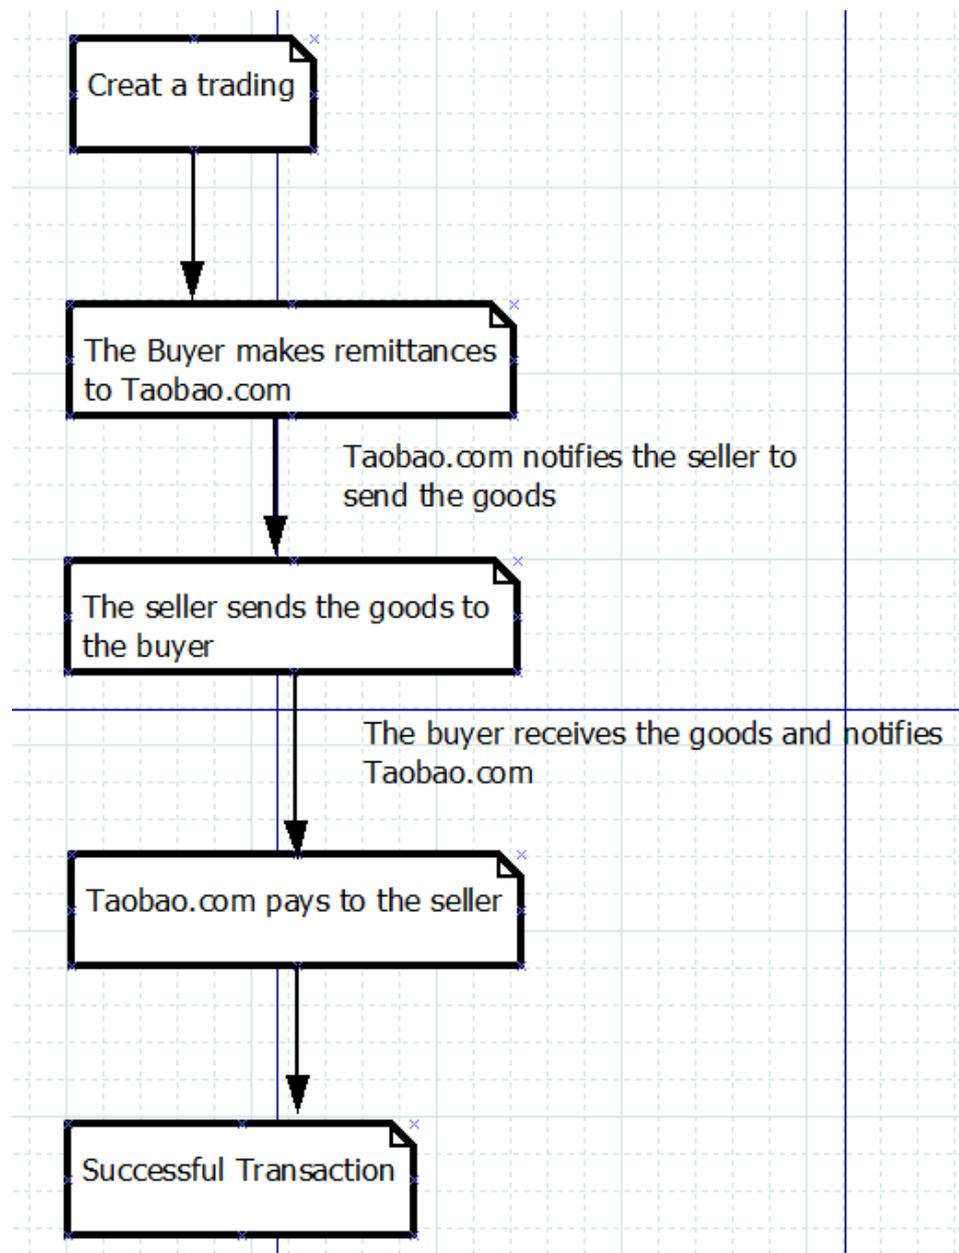 Creat a trading
The Buyer makes remittances
to Taobao.com
Taobao.com notifies the seller to
send the goods
The seller sends the goods to
the buyer
The buyer receives the goods and notifies
Taobao.com
Taobao.com pays to the seller
Successful Transaction